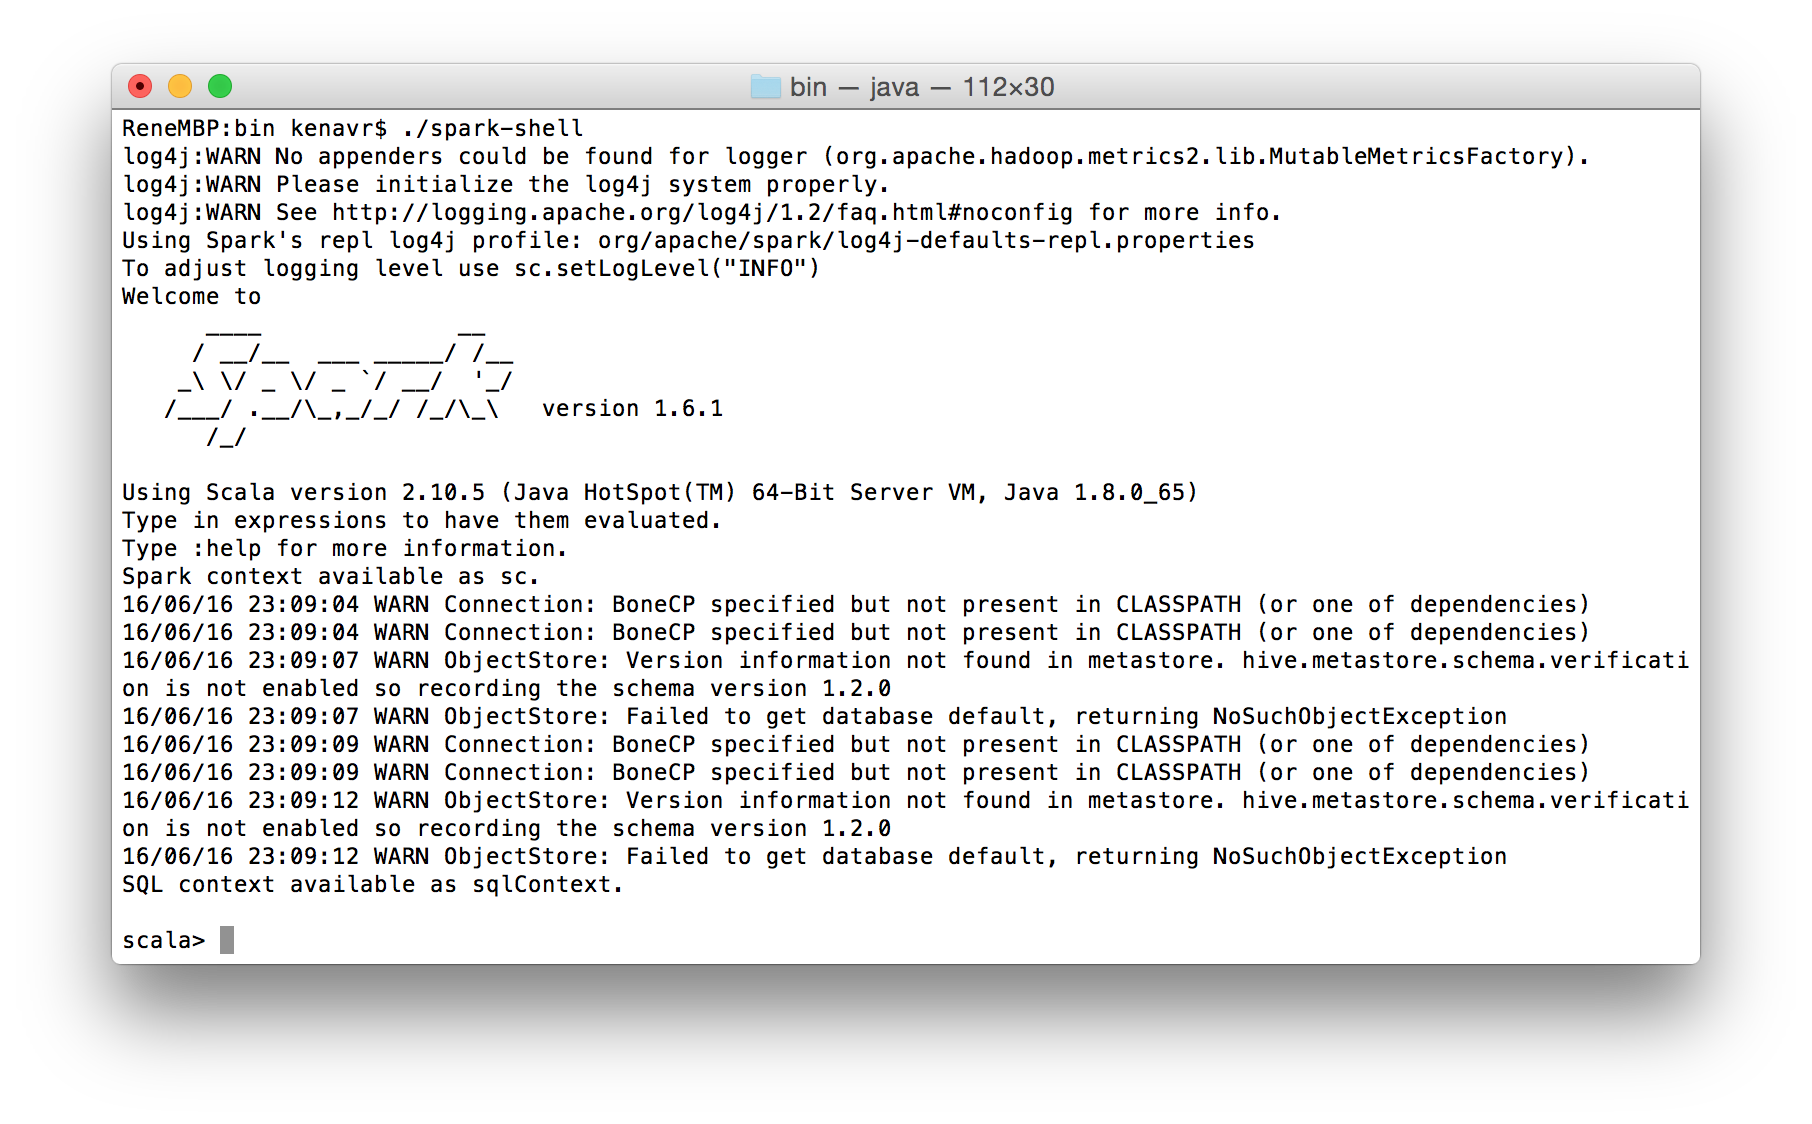 bin — java — 112×30
ReneMBP:bin kenavr$ ./spark-shell
log4j:WARN No appenders could be found for logger (org.apache.hadoop.metrics2.lib.MutableMetricsFactory).
log4j:WARN Please initialize the log4j system properly.
log4j:WARN See http://logging.apache.org/log4j/1.2/faq.html#noconfig for more info.
Using Spark's repl log4j profile: org/apache/spark/log4j-defaults-repl.properties
To adjust logging level use sc.setLogLevel("INFO")
Welcome to
      ____              __
     / __/__  ___ _____/ /__
    _\ \/ _ \/ _ `/ __/  '_/
   /___/ .__/\_,_/_/ /_/\_\   version 1.6.1
      /_/
Using Scala version 2.10.5 (Java HotSpot(TM) 64-Bit Server VM, Java 1.8.0_65)
Type in expressions to have them evaluated.
Type :help for more information.
Spark context available as sc.
16/06/16 23:09:04 WARN Connection: BoneCP specified but not present in CLASSPATH (or one of dependencies)
16/06/16 23:09:04 WARN Connection: BoneCP specified but not present in CLASSPATH (or one of dependencies)
16/06/16 23:09:07 WARN ObjectStore: Version information not found in metastore. hive.metastore.schema.verificati
on is not enabled so recording the schema version 1.2.0
16/06/16 23:09:07 WARN ObjectStore: Failed to get database default, returning NoSuchObjectException
16/06/16 23:09:09 WARN Connection: BoneCP specified but not present in CLASSPATH (or one of dependencies)
16/06/16 23:09:09 WARN Connection: BoneCP specified but not present in CLASSPATH (or one of dependencies)
16/06/16 23:09:12 WARN ObjectStore: Version information not found in metastore. hive.metastore.schema.verificati
on is not enabled so recording the schema version 1.2.0
16/06/16 23:09:12 WARN ObjectStore: Failed to get database default, returning NoSuchObjectException
SQL context available as sqlContext.
scala>